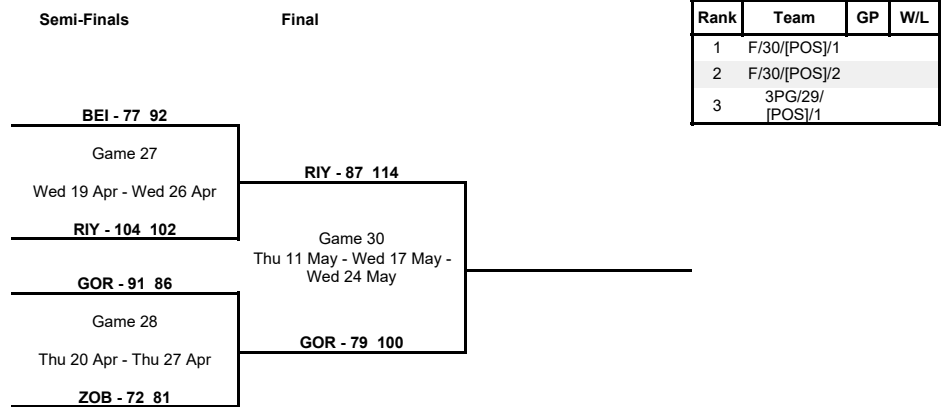 Semi-Finals
Final
Rank Team GP W/L
1 F/30/[POS]/1
2 F/30/[POS]/2
3 3PG/29/
[POS]/1
BEI - 77 92
Game 27
Wed 19 Apr - Wed 26 Apr
RIY - 104 102
GOR - 91 86
Game 28
Thu 20 Apr - Thu 27 Apr
ZOB - 72 81
RIY - 87 114
Game 30
Thu 11 May - Wed 17 May -
Wed 24 May
GOR - 79 100